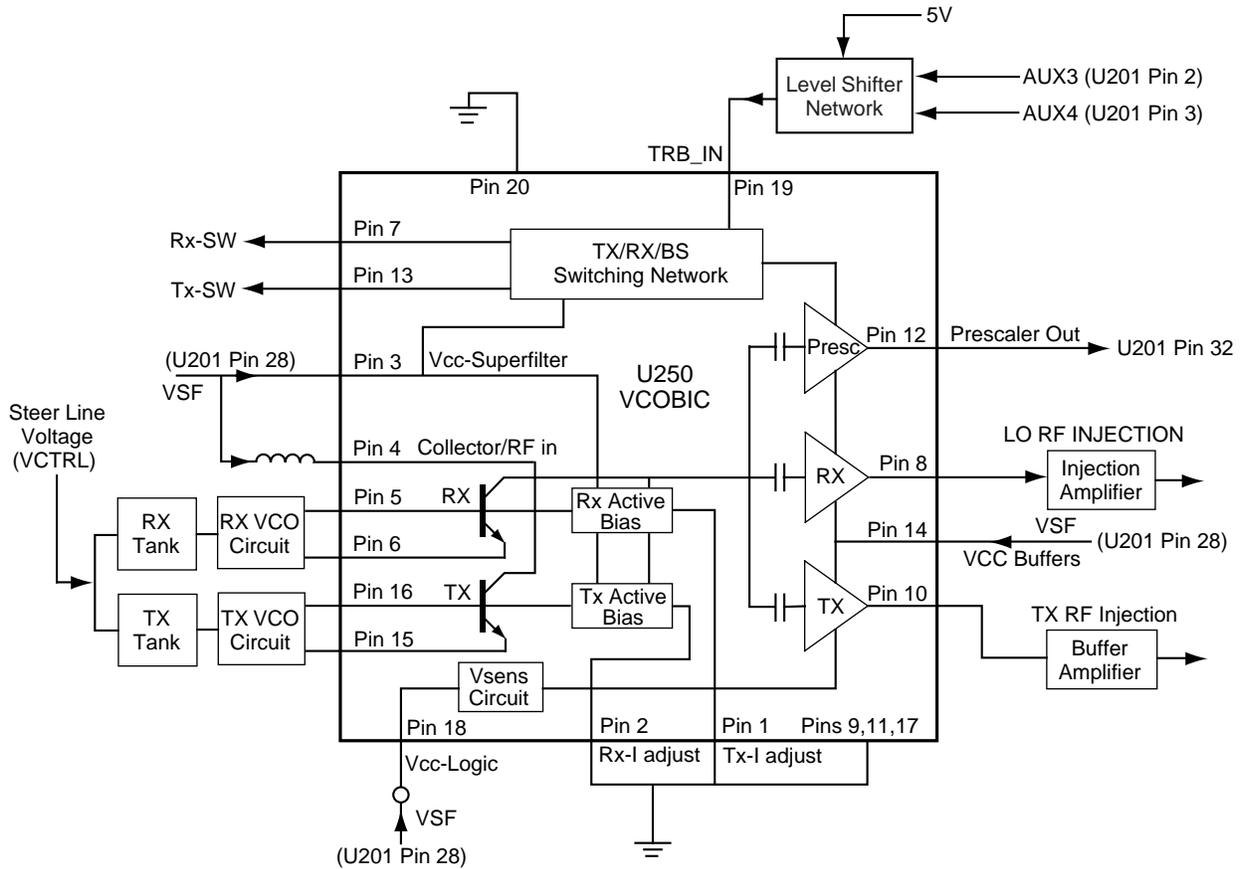 5V
Level Shifter
Network
AUX3 (U201 Pin 2)
AUX4 (U201 Pin 3)
TRB_IN
Pin 20
Pin 19
Rx-SW
Pin 7
TX/RX/BS
Switching Network
Tx-SW
Pin 13
(U201 Pin 28)
VSF
Pin 3
Vcc-Superfilter
U250
VCOBIC
Presc
Pin 12
Prescaler Out
U201 Pin 32
Steer Line
Voltage
(VCTRL)
Pin 4
Collector/RF in
LO RF INJECTION
RX
Pin 8
Injection
Amplifier
RX
Tank
RX VCO
Circuit
Pin 5
RX
Rx Active
Bias
Pin 6
Pin 14
VSF
VCC Buffers
(U201 Pin 28)
TX
Tank
TX VCO
Circuit
Pin 16
TX
Tx Active
Bias
Pin 15
TX
Pin 10
TX RF Injection
Buffer
Amplifier
Vsens
Circuit
Pin 18
Pin 2
Pin 1
Pins 9,11,17
Vcc-Logic
Rx-I adjust
Tx-I adjust
VSF
(U201 Pin 28)